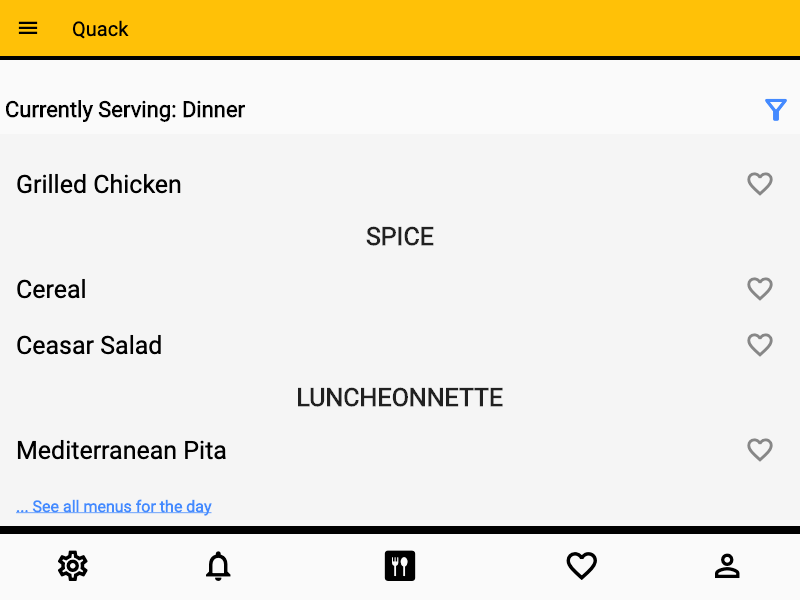 Quack
Currently Serving: Dinner
Grilled Chicken
SPICE
Cereal
Ceasar Salad
LUNCHEONNETTE
Mediterranean Pita
... See all menus for the day